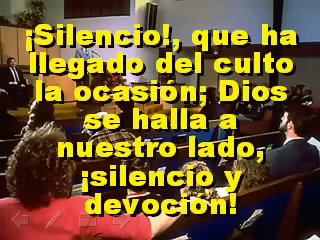 ¡Silencio!, que ha
llegado del culto
la ocasión; Dios
se halla a
nuestro lado,
¡silencio y
devoción!